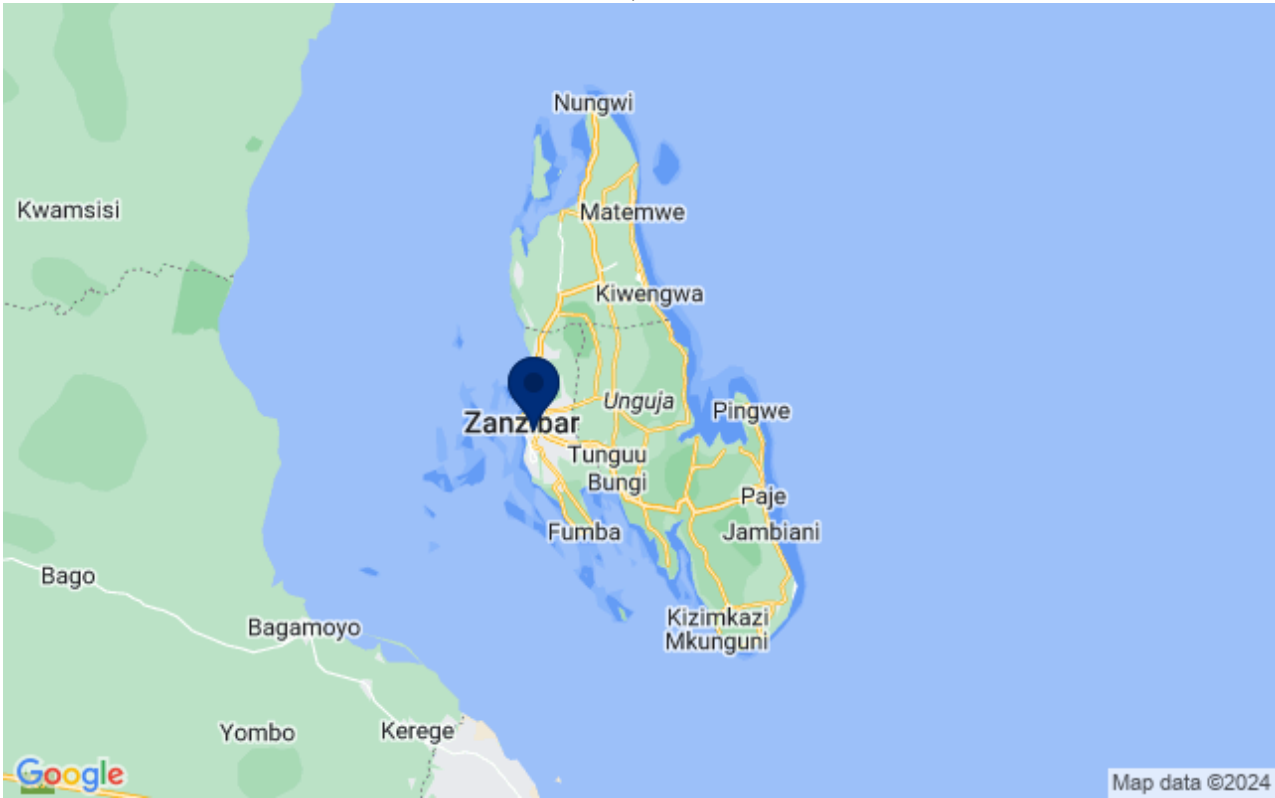 Nungwi
Kwamsisi
Matemwe
Kiwengwa
Unguja
Pingwe
Zanzibar
Tunguu
Bungi
Paje
Fumba
Jambiani
Bago
Kizimkazi
Mkunguni
Bagamoyo
Yombo
Kerege
Google
Map data ©2024